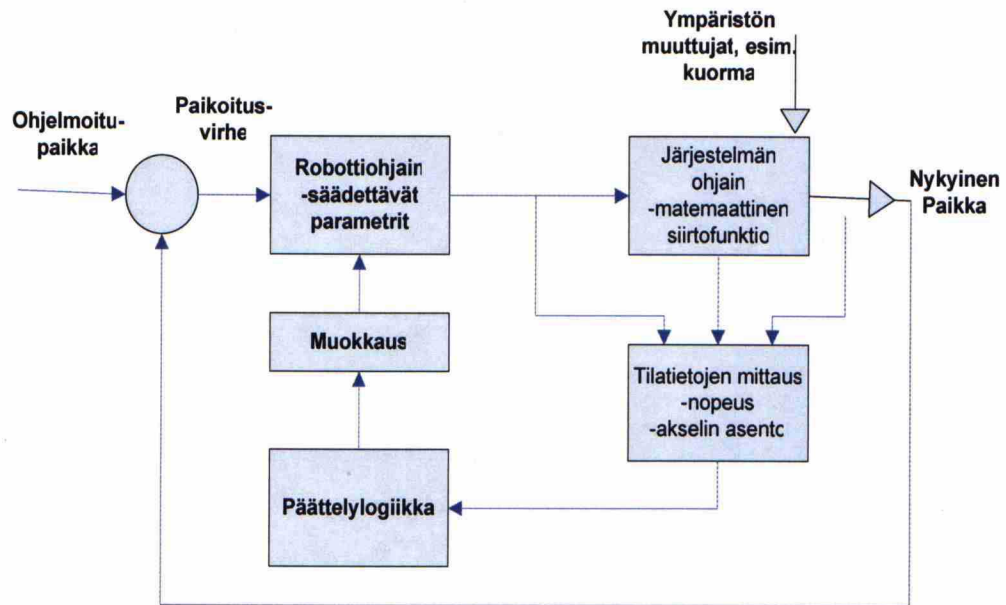 Ympäristön
muuttujat, esim.
kuorma
Ohjelmoitu-
paikka
Paikoitus-
virhe
Robottiohjain
-säädettävät
parametrit
Järjestelmän
ohjain
-matemaattinen
siirtofunktio
Nykyinen
Paikka
Muokkaus
Tilatietojen mittaus
-nopeus
-akselin asento
Päättelylogiikka